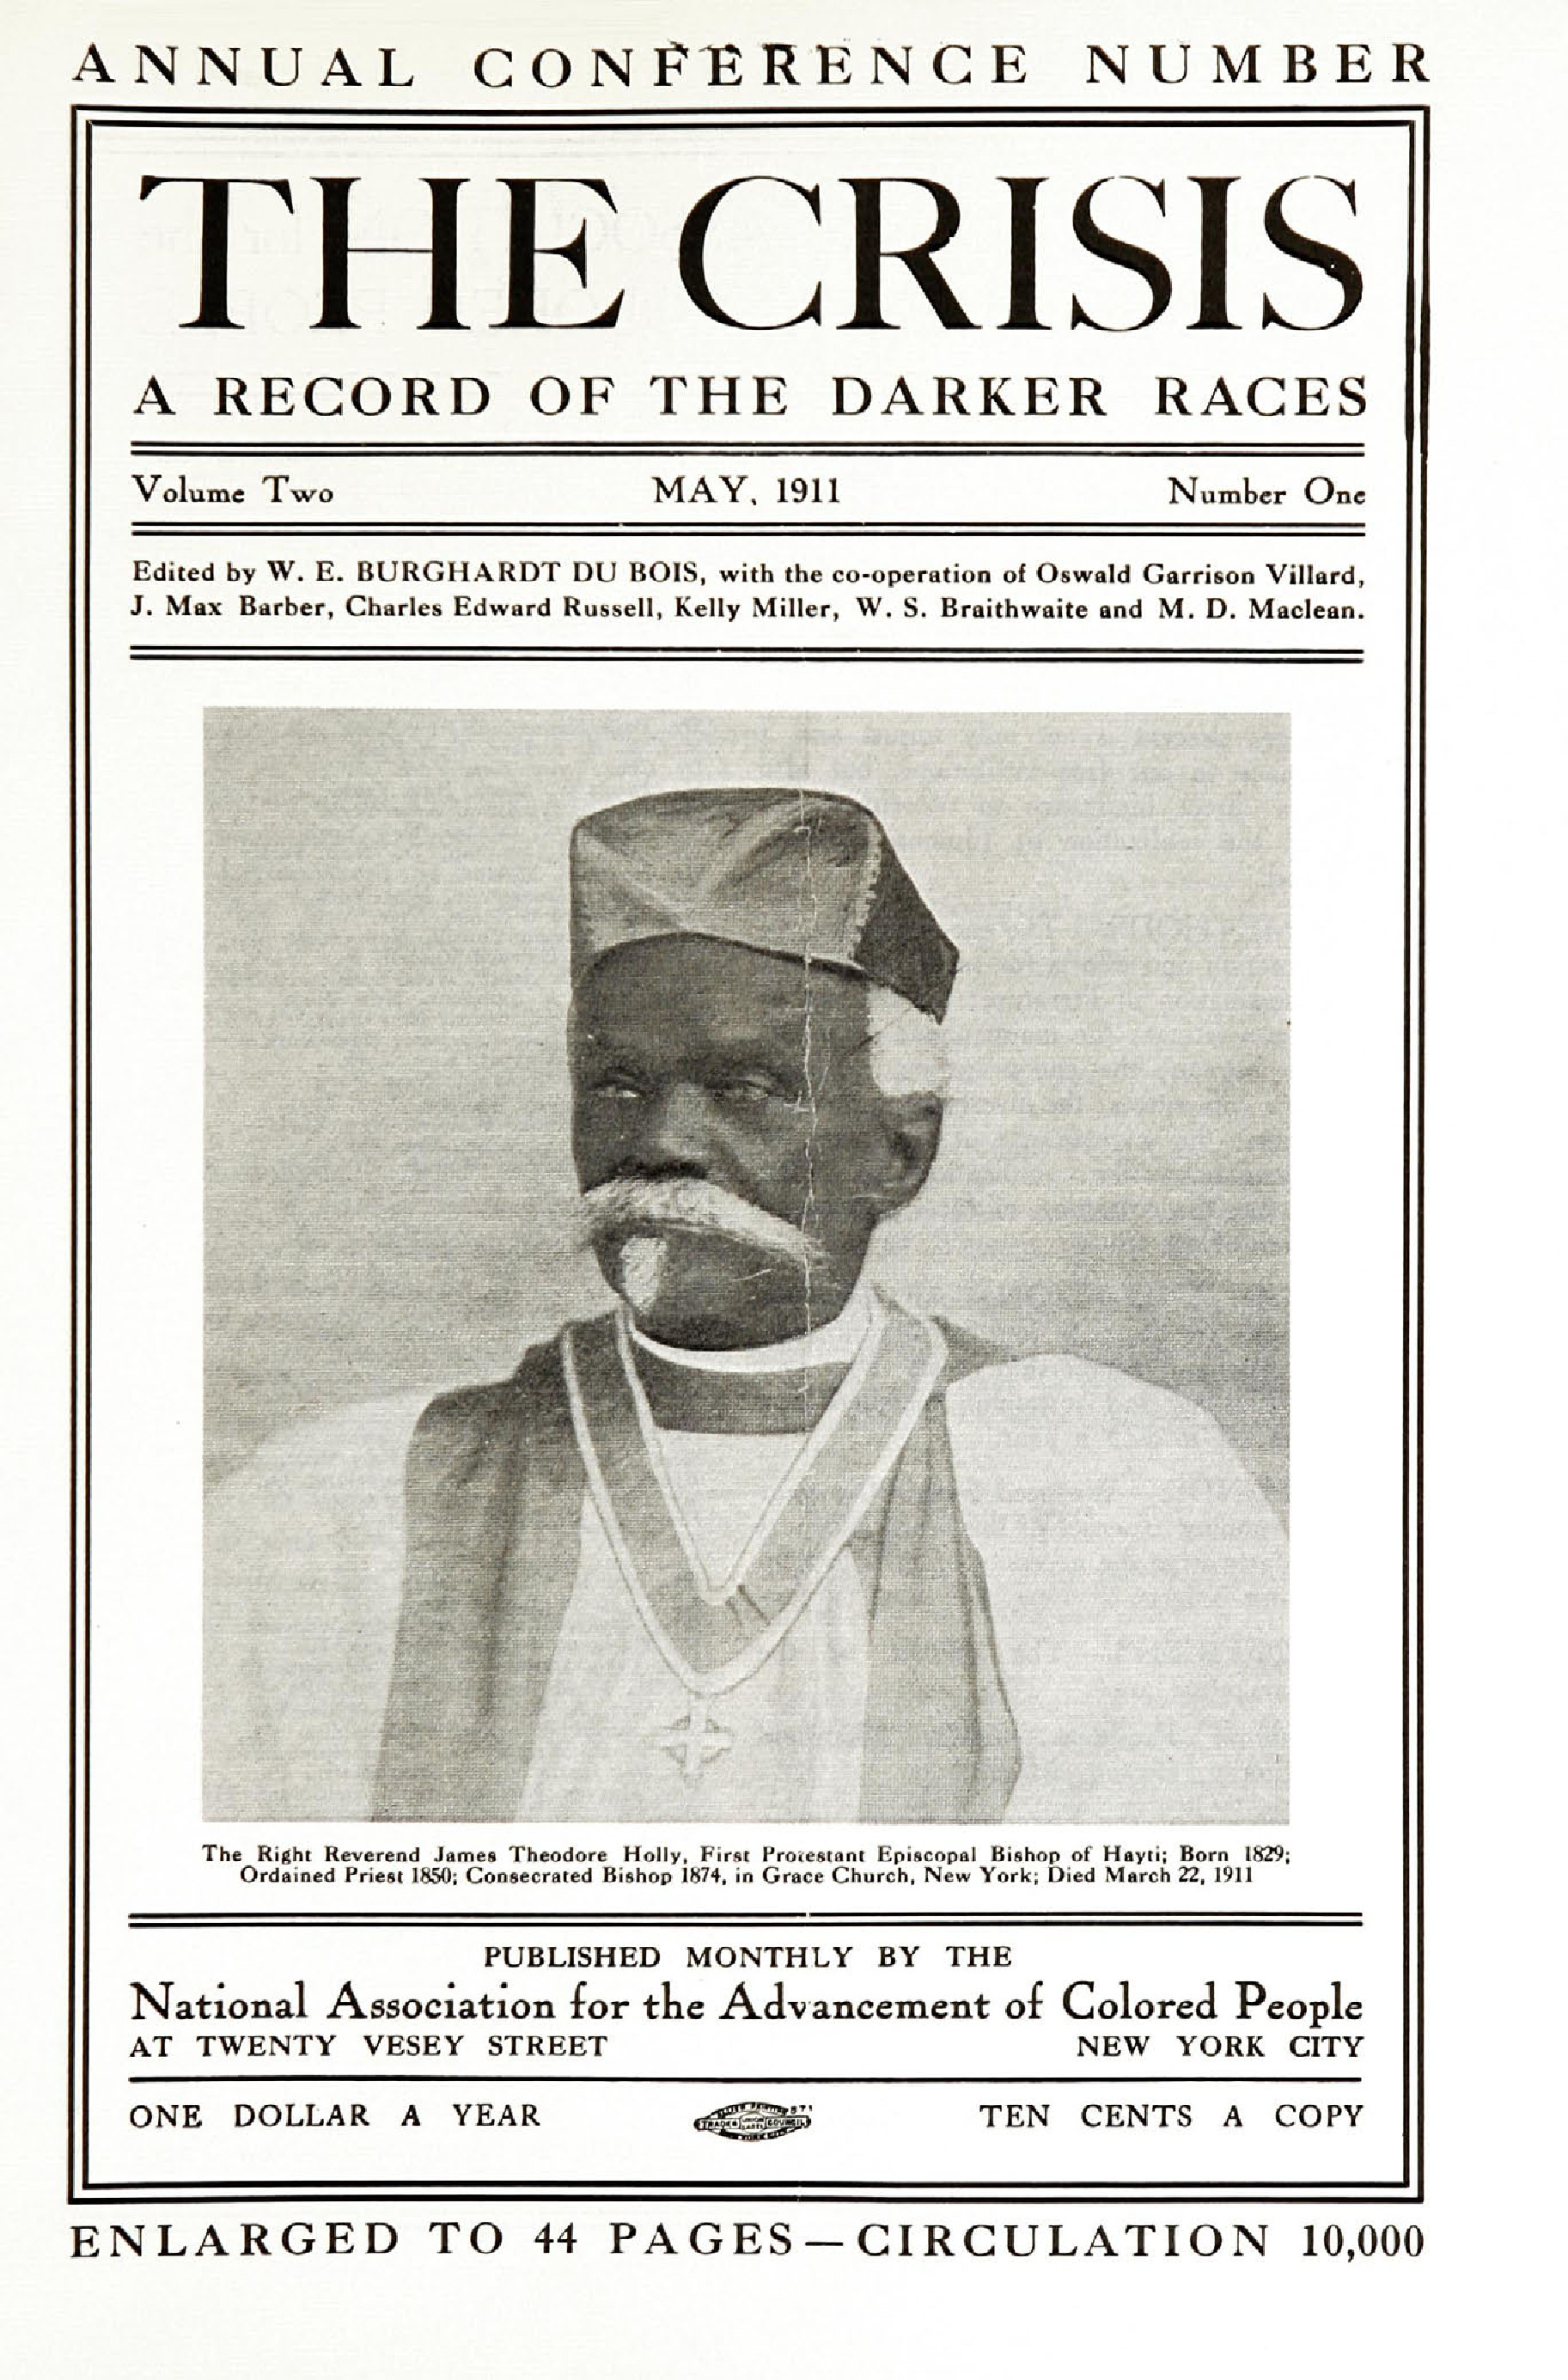 ANNUAL CONFERENCE NUMBER
THE CRISIS
A RECORD OF THE DARKER RACES
Volume Two MAY, 1911 Number One
Edited by W. E. BURGHARDT DU BOIS, with the co-operation of Oswald Garrison Villard,
J. Max Barber, Charles Edward Russell, Kelly Miller, W. S. Braithwaite and M. D. Maclean.
The Right Reverend James Theodore Holly, First Protestant Episcopal Bishop of Hayti; Born 1829;
Ordained Priest 1850; Consecrated Bishop 1874, in Grace Church, New York; Died March 22, 1911
PUBLISHED MONTHLY BY THE
National Association for the Advancement of Colored People
AT TWENTY VESEY STREET NEW YORK CITY
ONE DOLLAR A YEAR TEN CENTS A COPY
TRADES UNION LABEL COUNCIL
ENLARGED TO 44 PAGES—CIRCULATION 10,000